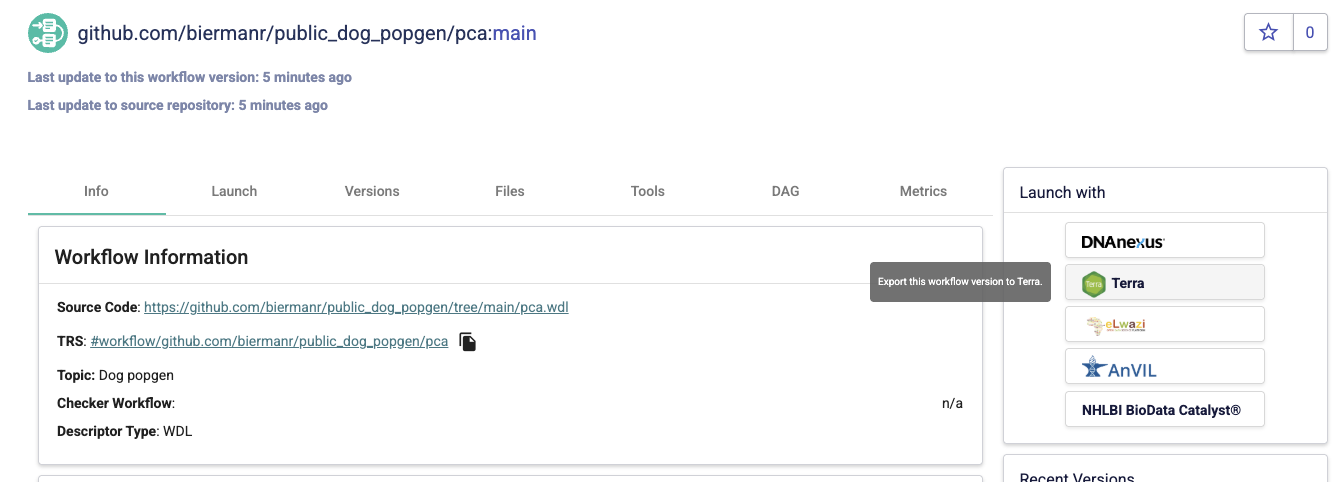 github.com/biermanr/public_dog_popgen/pca:main
0
Last update to this workflow version: 5 minutes ago
Last update to source repository: 5 minutes ago
Info Launch Versions Files Tools DAG Metrics
Launch with
DNAnexus
Workflow Information
Export this workflow version to Terra.
Terra Terra
Source Code: https://github.com/biermanr/public_dog_popgen/tree/main/pca.wdl
eLwazi
TRS: #workflow/github.com/biermanr/public_dog_popgen/pca
Topic: Dog popgen
AnVIL
Checker Workflow: n/a
NHLBI BioData Catalyst®
Descriptor Type: WDL
Recent Versions